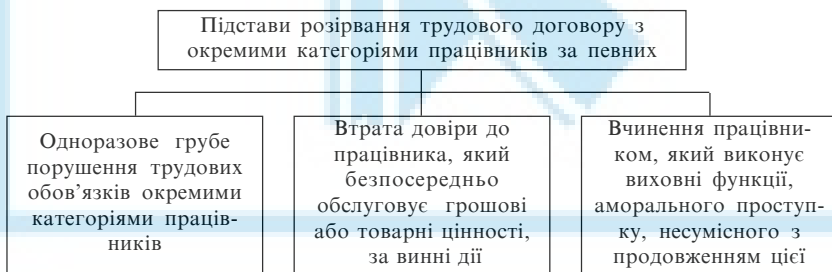 Підстави розірвання трудового договору з
окремими категоріями працівників за певних
Одноразове грубе
порушення трудових
обов’язків окремими
категоріями праців-
ників
Втрата довіри до
працівника, який
безпосередньо
обслуговує грошові
або товарні цінності,
за винні дії
Вчинення працівни-
ком, який виконує
виховні функції,
аморального проступ-
ку, несумісного з
продовженням цієї